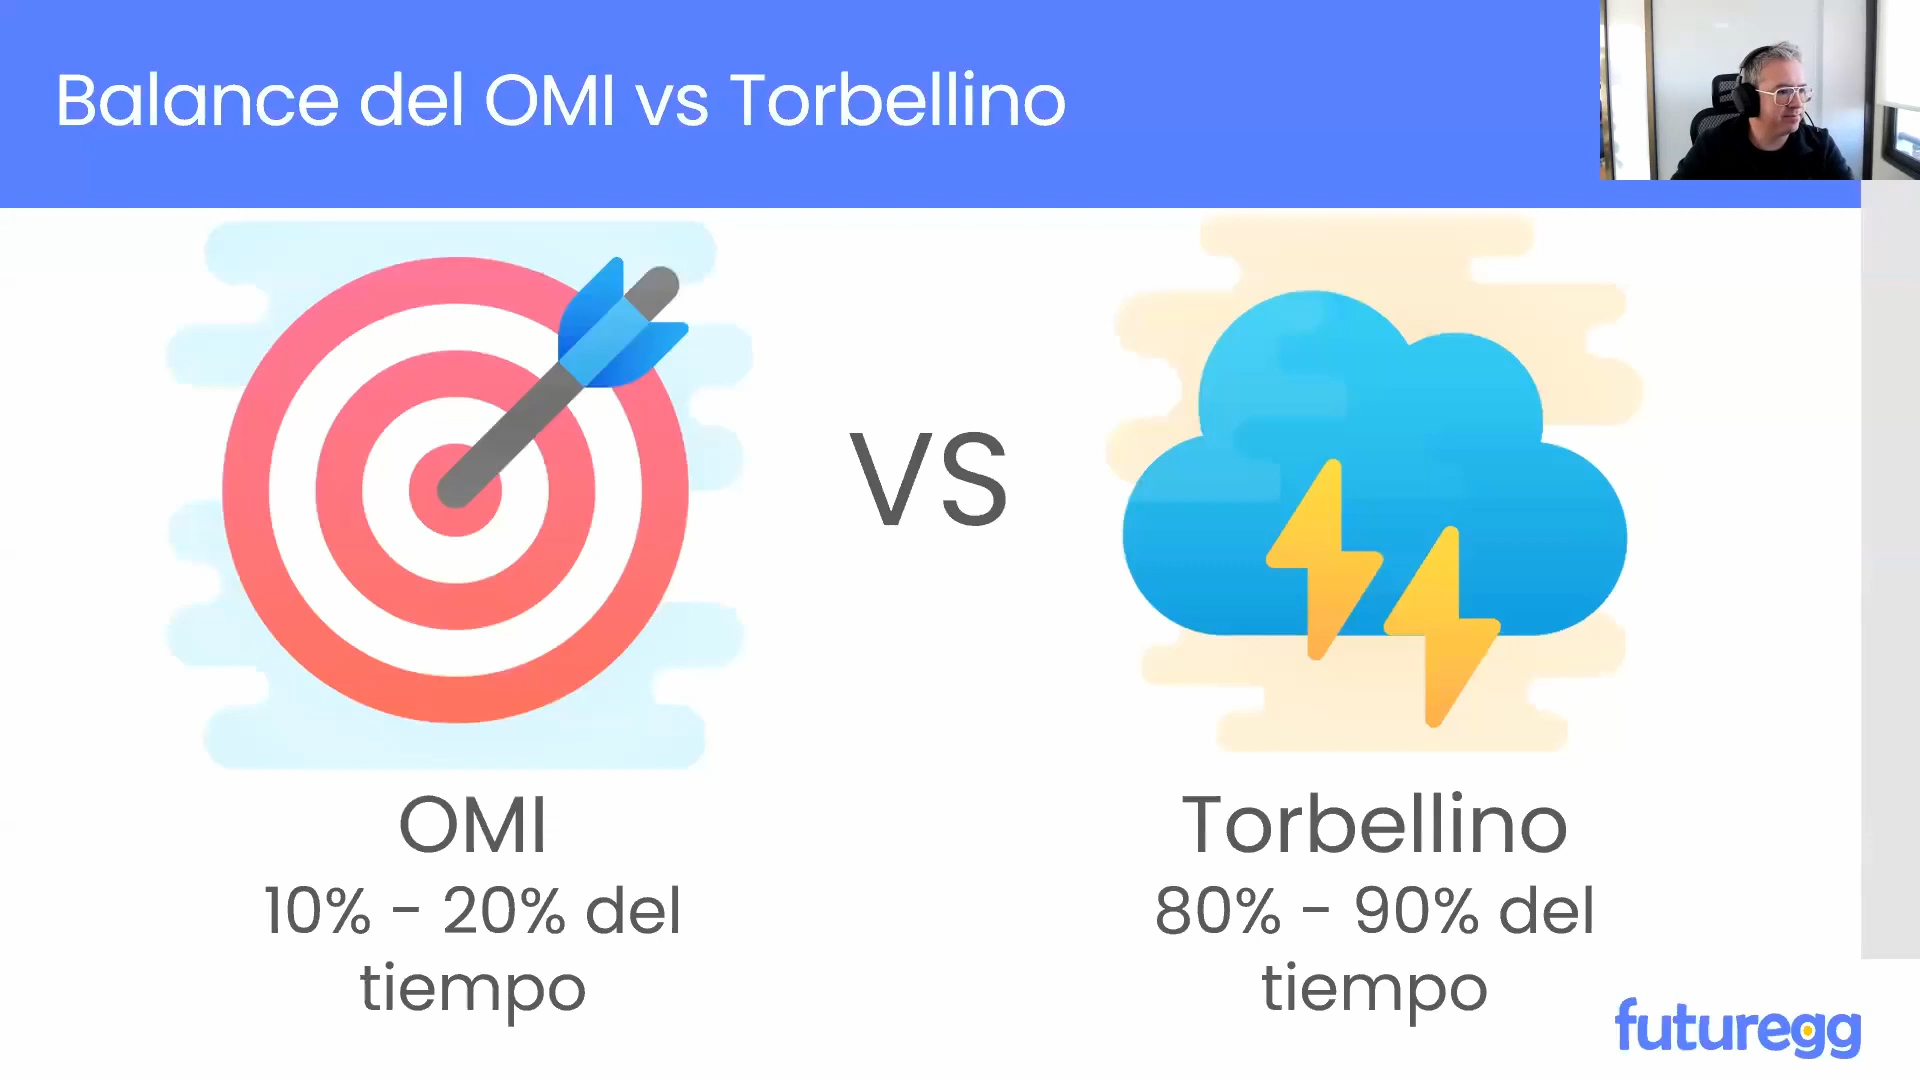 Balance del OMI vs Torbellino
VS
OMI
10% - 20% del
tiempo
Torbellino
80% - 90% del
tiempo
futuregg